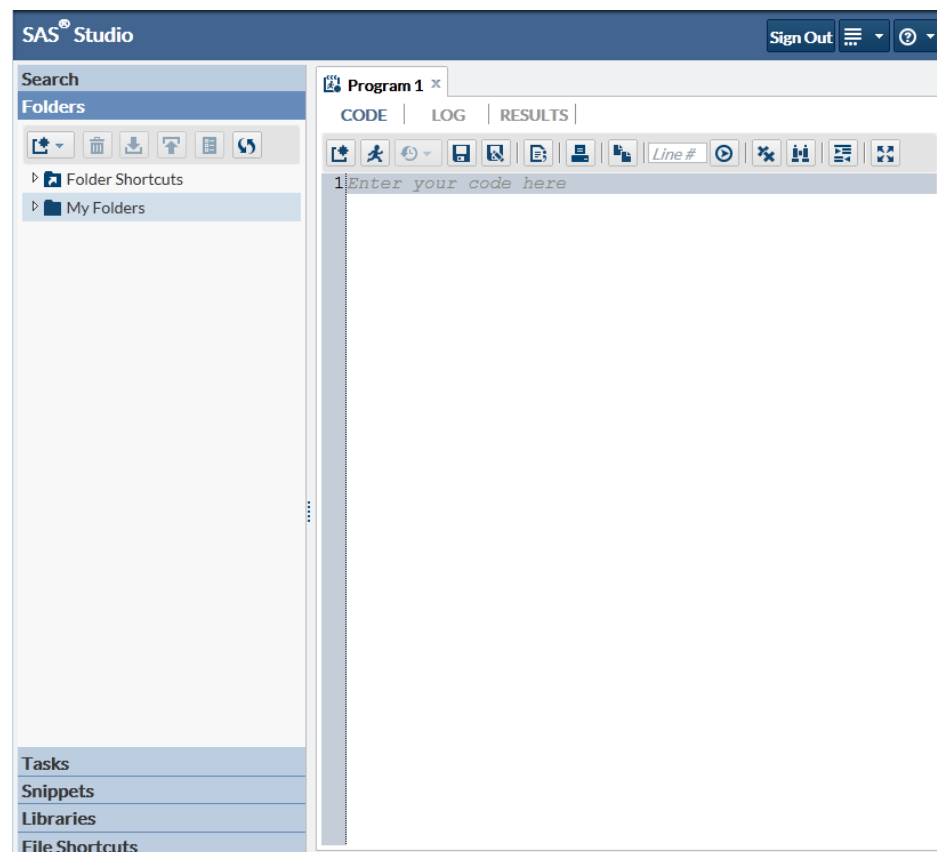 SAS® Studio
Sign Out
Search
Folders
Folder Shortcuts
My Folders
Tasks
Snippets
Libraries
File Shortcuts
Program 1 x
CODE LOG RESULTS
Line #
1 Enter your code here